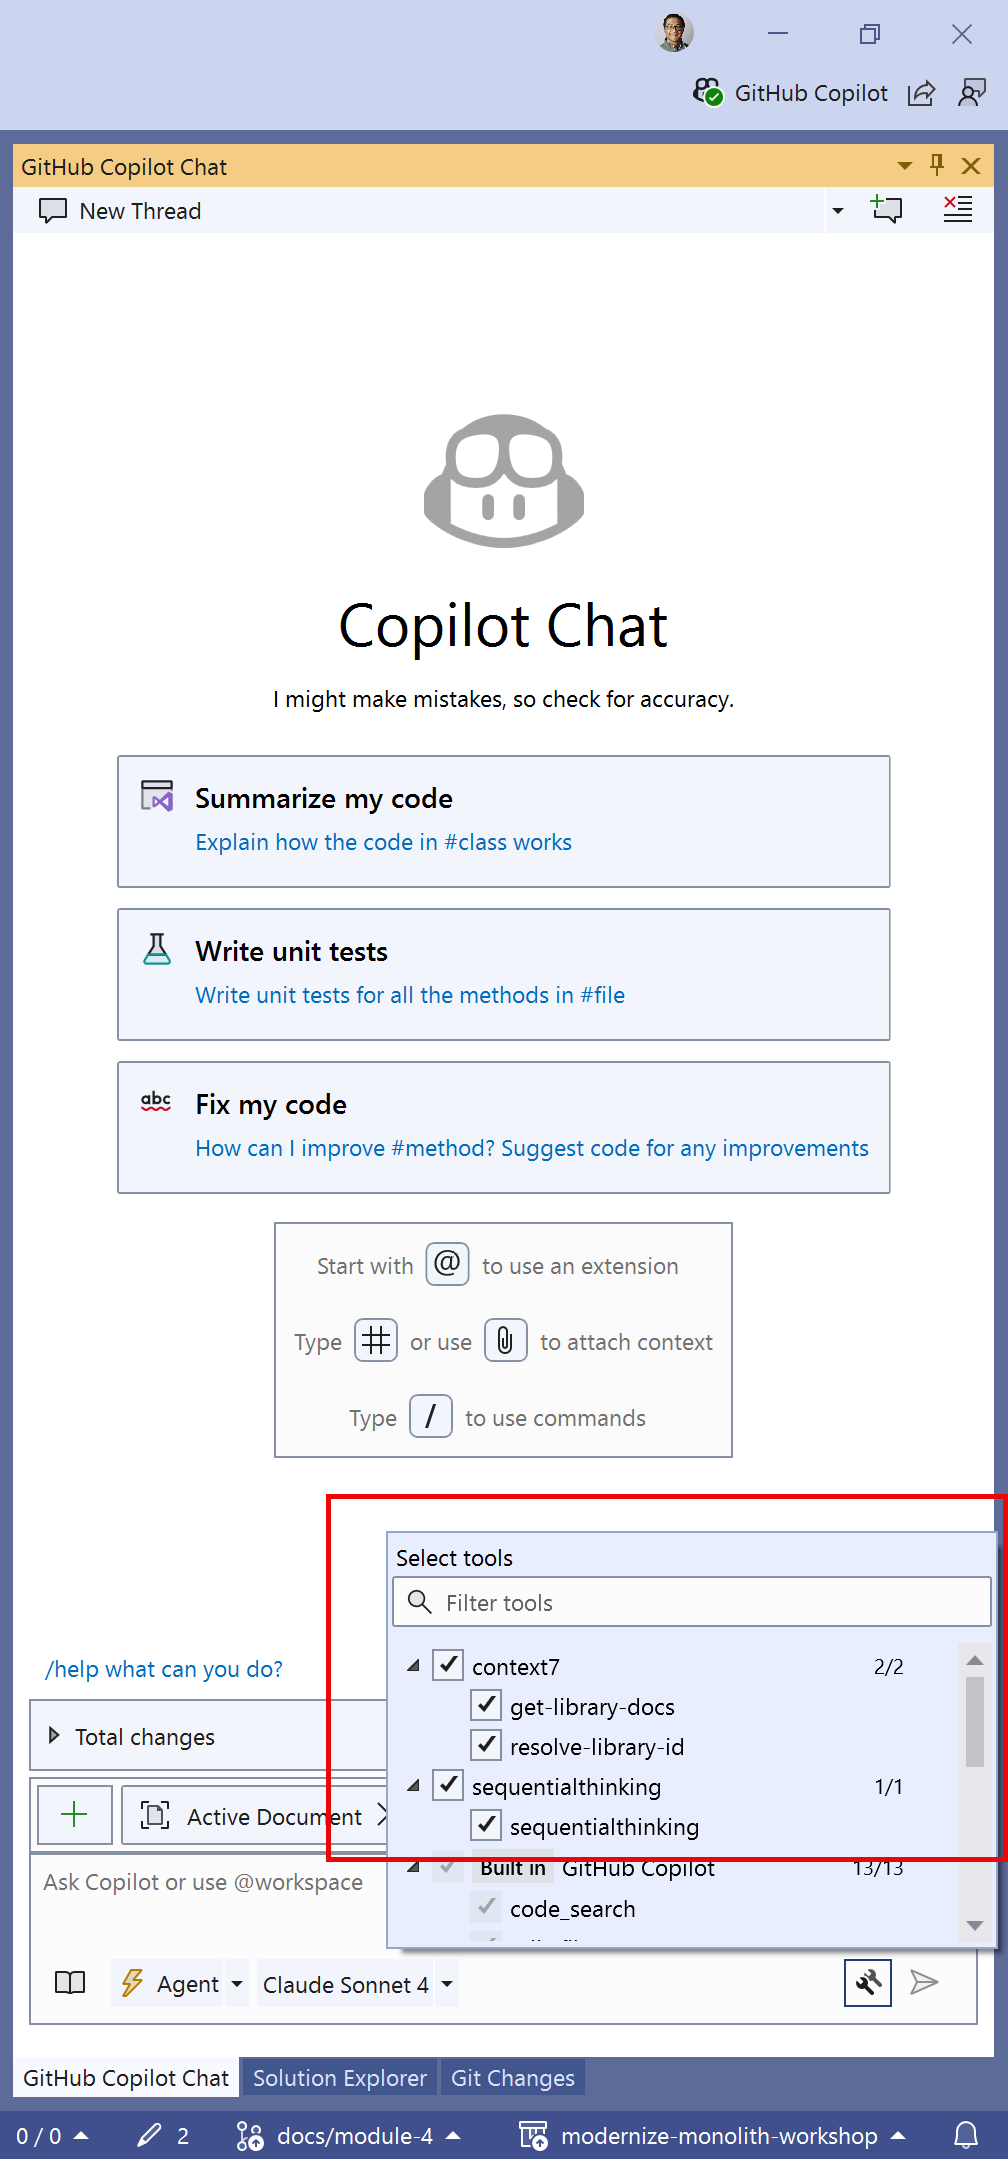 GitHub Copilot
GitHub Copilot Chat
New Thread
Copilot Chat
I might make mistakes, so check for accuracy.
Summarize my code
Explain how the code in #class works
Write unit tests
Write unit tests for all the methods in #file
abc
Fix my code
How can I improve #method? Suggest code for any improvements
Start with @ to use an extension
Type # or use to attach context
Type / to use commands
Select tools
Filter tools
context7 2/2
get-library-docs
resolve-library-id
sequentialthinking 1/1
sequentialthinking
Built in GitHub Copilot 13/13
code_search
/help what can you do?
Total changes
Active Document
Ask Copilot or use @workspace
Agent Claude Sonnet 4
GitHub Copilot Chat Solution Explorer Git Changes
0 / 0 2 docs/module-4 modernize-monolith-workshop